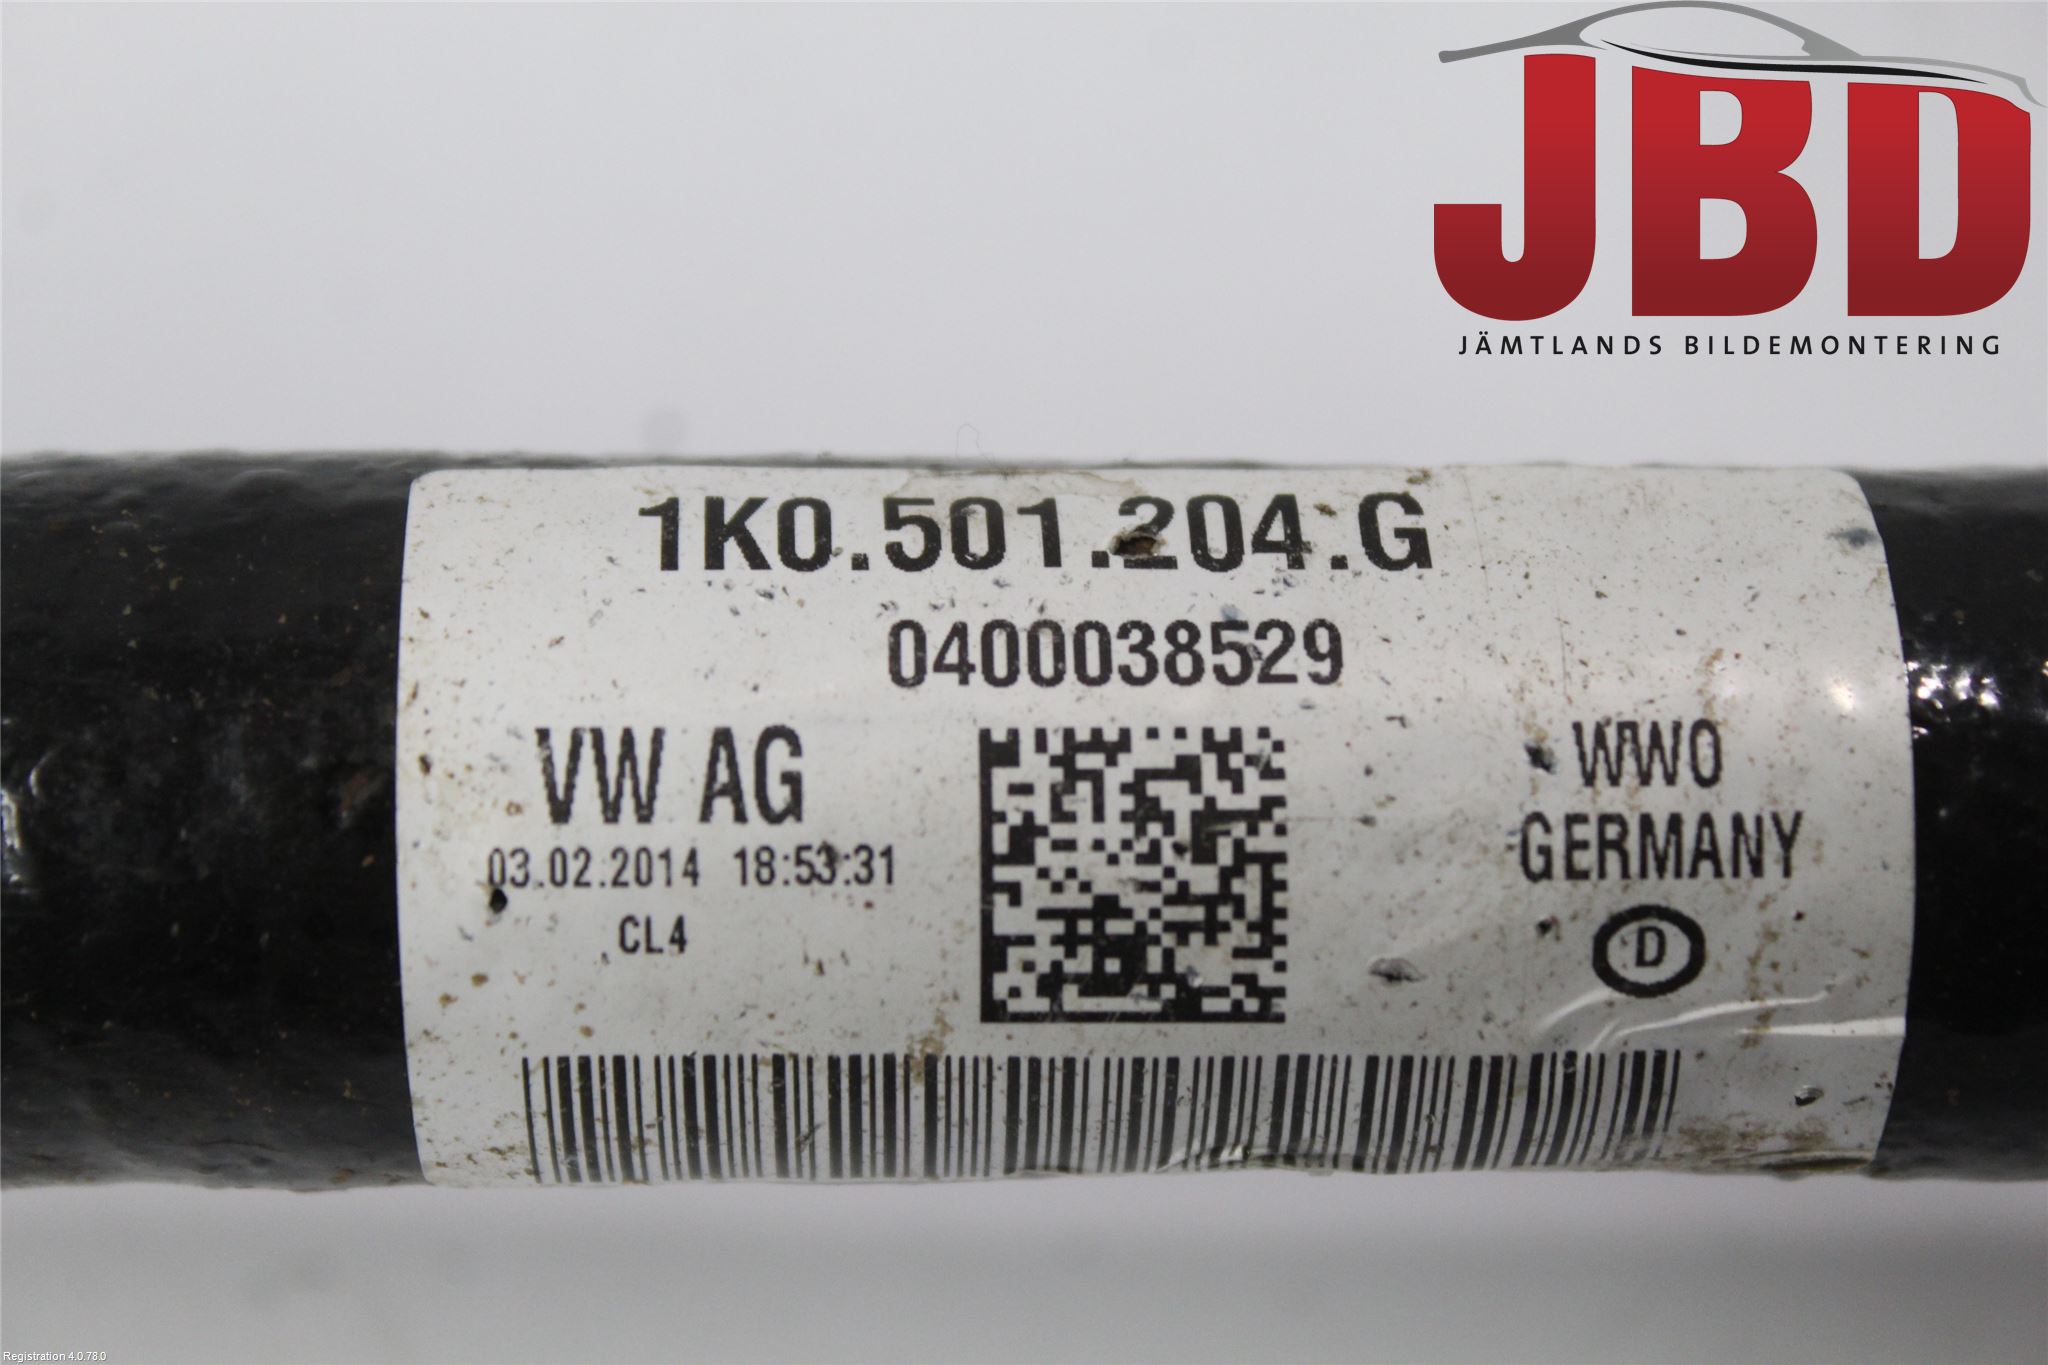 JBD
JÄMTLANDS BILDEMONTERING
1K0.501.204.G
0400038529
VW AG
03.02.2014 18:53:31
CL4
WWO
GERMANY
D
Registration 4.0.78.0